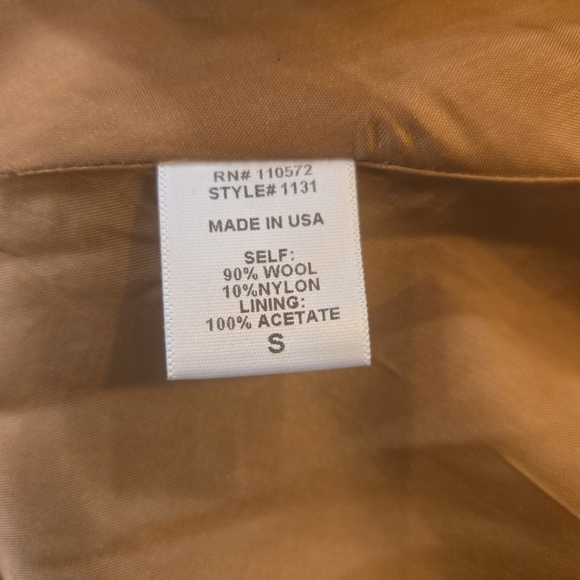 RN# 110572
STYLE# 1131
MADE IN USA
SELF:
90% WOOL
10%NYLON
LINING:
100% ACETATE
S